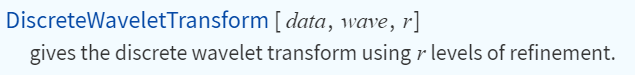 DiscreteWaveletTransform [ data, wave, r]
gives the discrete wavelet transform using r levels of refinement.